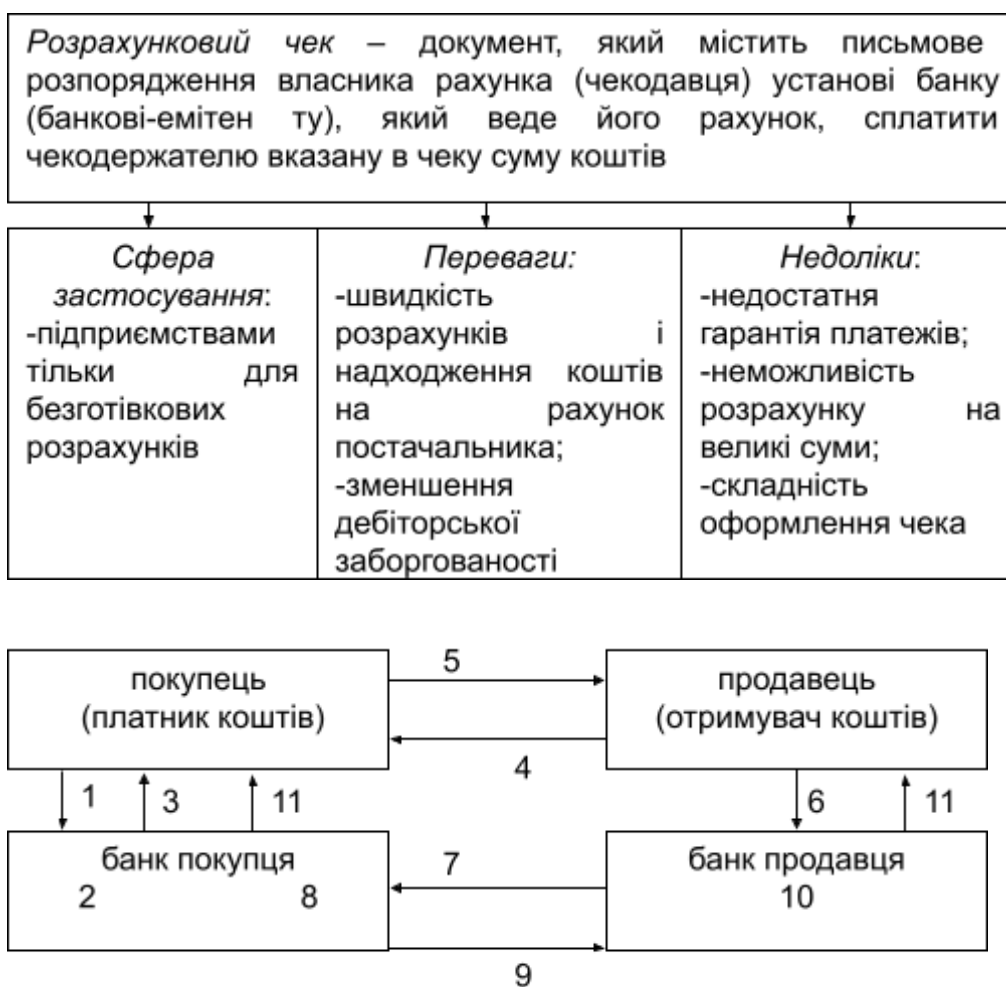 Розрахунковий чек – документ, який містить письмове
розпорядження власника рахунка (чекодавця) установі банку
(банкові-емітен ту), який веде його рахунок, сплатити
чекодержателю вказану в чеку суму коштів
Сфера
застосування:
-підприємствами
тільки для
безготівкових
розрахунків
Переваги:
-швидкість
розрахунків і
надходження коштів
на рахунок
постачальника;
-зменшення
дебіторської
заборгованості
Недоліки:
-недостатня
гарантія платежів;
-неможливість
розрахунку на
великі суми;
-складність
оформлення чека
покупець
(платник коштів)
5
4
продавець
(отримувач коштів)
1
3
11
6
11
банк покупця
2 8
7
9
банк продавця
10